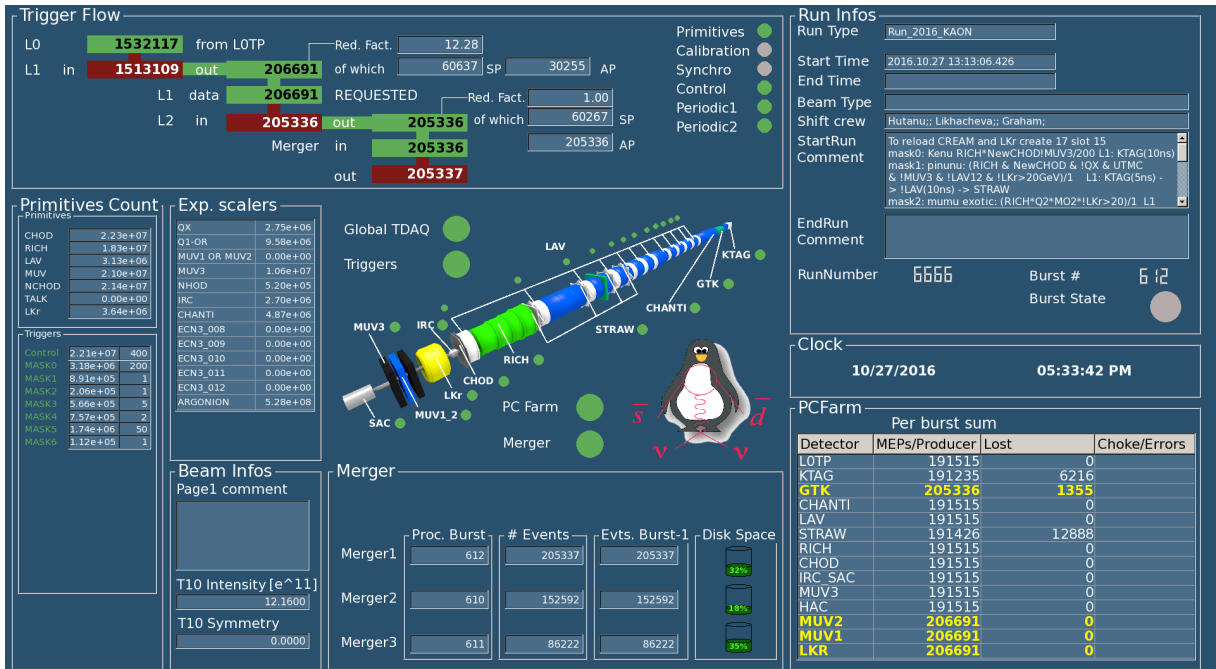 Trigger Flow
L0 1532117 from L0TP
L1 in 1513109 out 206691
Red. Fact. 12.28
of which 60637 SP 30255 AP
L1 data 206691 REQUESTED
L2 in 205336 out 205336
Red. Fact. 1.00
of which 60267 SP
205336 AP
Merger in 205336
out 205337
Primitives
Calibration
Synchro
Control
Periodic1
Periodic2
Run Infos
Run Type Run_2016_KAON
Start Time 2016.10.27 13:13:06.426
End Time
Beam Type
Shift crew Hutanu;; Likhacheva;; Graham;
StartRun Comment
To reload CREAM and LKr create 17 slot 15
mask0: Kenu RICH*NewCHOD!MUV3/200 L1: KTAG(10ns)
mask1: pinunu: (RICH & NewCHOD & !QX & UTMC
& !MUV3 & !LAV12 & !LKr>20GeV)/1 L1: KTAG(5ns) -
> !LAV(10ns) -> STRAW
mask2: mumu exotic: (RICH*Q2*MO2*!LKr>20)/1 L1
EndRun Comment
RunNumber 6666
Burst # 612
Burst State
Primitives Count
Primitives
CHOD 2.23e+07
RICH 1.83e+07
LAV 3.13e+06
MUV 2.10e+07
NCHOD 2.14e+07
TALK 0.00e+00
LKr 3.64e+06
Triggers
Control 2.21e+07 400
MASK0 3.18e+06 200
MASK1 8.91e+05 1
MASK2 2.06e+05 1
MASK3 5.66e+05 5
MASK4 7.57e+05 2
MASK5 1.74e+06 50
MASK6 1.12e+05 1
Exp. scalers
QX 2.75e+06
Q1-OR 9.58e+06
MUV1 OR MUV2 0.00e+00
MUV3 1.06e+07
NHOD 5.20e+05
IRC 2.70e+06
CHANTI 4.87e+06
ECN3_008 0.00e+00
ECN3_009 0.00e+00
ECN3_010 0.00e+00
ECN3_011 0.00e+00
ECN3_012 0.00e+00
ARGONION 5.28e+08
Global TDAQ
Triggers
LAV
KTAG
GTK
CHANTI
STRAW
MUV3
IRC
RICH
CHOD
LKr
MUV1_2
SAC
PC Farm
Merger
s
d
ν
ν
Clock
10/27/2016 05:33:42 PM
Beam Infos
Page1 comment
T10 Intensity [e^11]
12.1600
T10 Symmetry
0.0000
Merger
Proc. Burst # Events Evts. Burst-1 Disk Space
Merger1 612 205337 205337 32%
Merger2 610 152592 152592 18%
Merger3 611 86222 86222 35%
PCFarm
Per burst sum
Detector MEPs/Producer Lost Choke/Errors
L0TP 191515 0
KTAG 191235 6216
GTK 205336 1355
CHANTI 191515 0
LAV 191515 0
STRAW 191426 12888
RICH 191515 0
CHOD 191515 0
IRC_SAC 191515 0
MUV3 191515 0
HAC 191515 0
MUV2 206691 0
MUV1 206691 0
LKR 206691 0